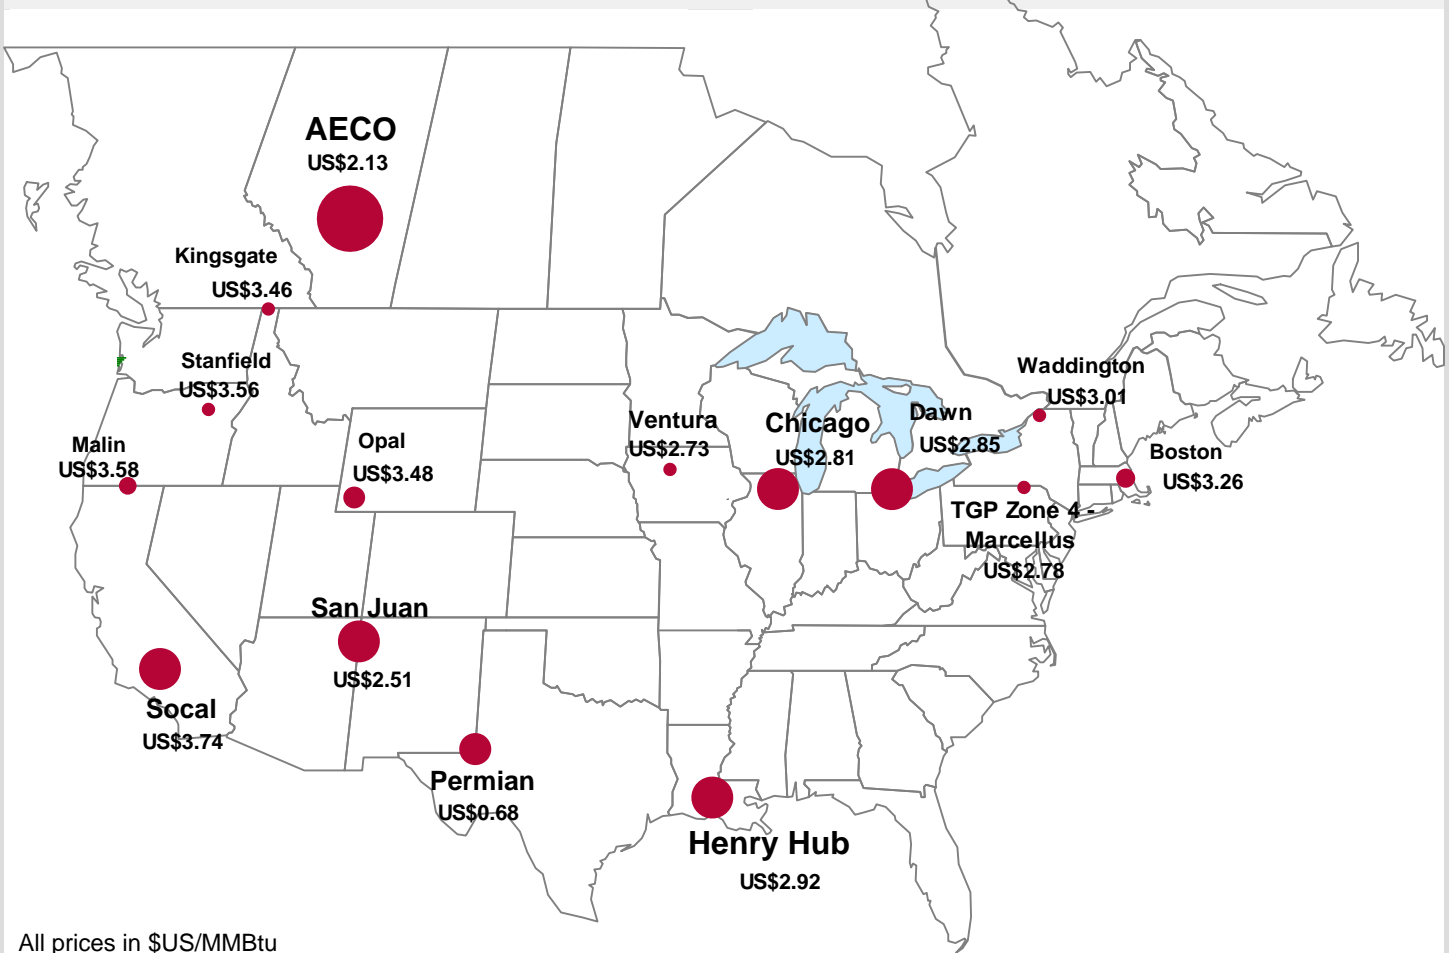 AECO
US$2.13
Kingsgate
US$3.46
Stanfield
US$3.56
Malin
US$3.58
Opal
US$3.48
Ventura
US$2.73
Chicago
US$2.81
Dawn
US$2.85
Waddington
US$3.01
Boston
US$3.26
TGP Zone 4 -
Marcellus
US$2.78
San Juan
US$2.51
Socal
US$3.74
Permian
US$0.68
Henry Hub
US$2.92
All prices in $US/MMBtu